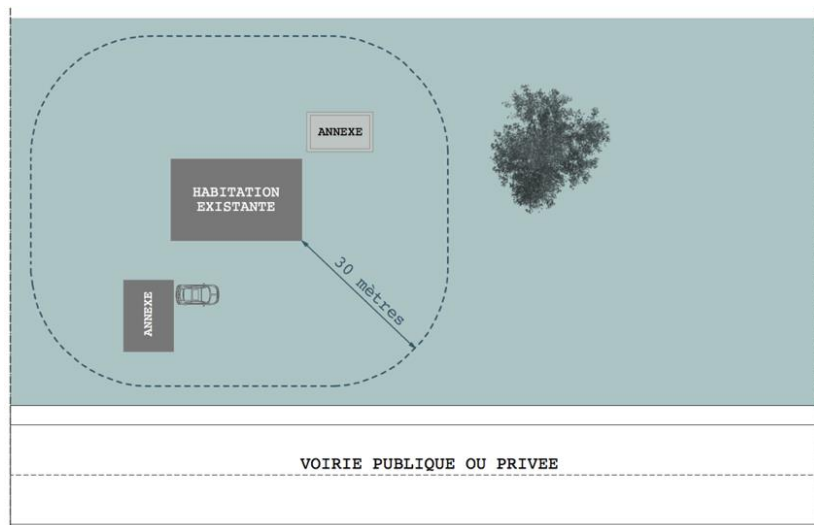 ANNEXE
HABITATION
EXISTANTE
30 mètres
ANNEXE
VOIRIE PUBLIQUE OU PRIVEE